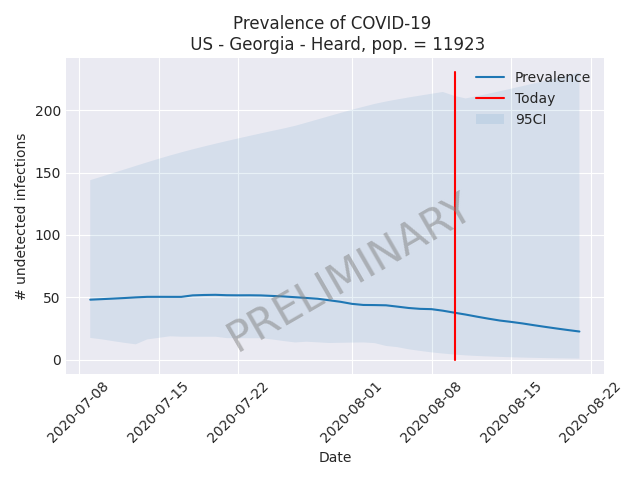 Prevalence of COVID-19
US - Georgia - Heard, pop. = 11923
# undetected infections
200
150
100
50
0
Prevalence
Today
95CI
PRELIMINARY
2020-07-08
2020-07-15
2020-07-22
2020-08-01
2020-08-08
2020-08-15
2020-08-22
Date